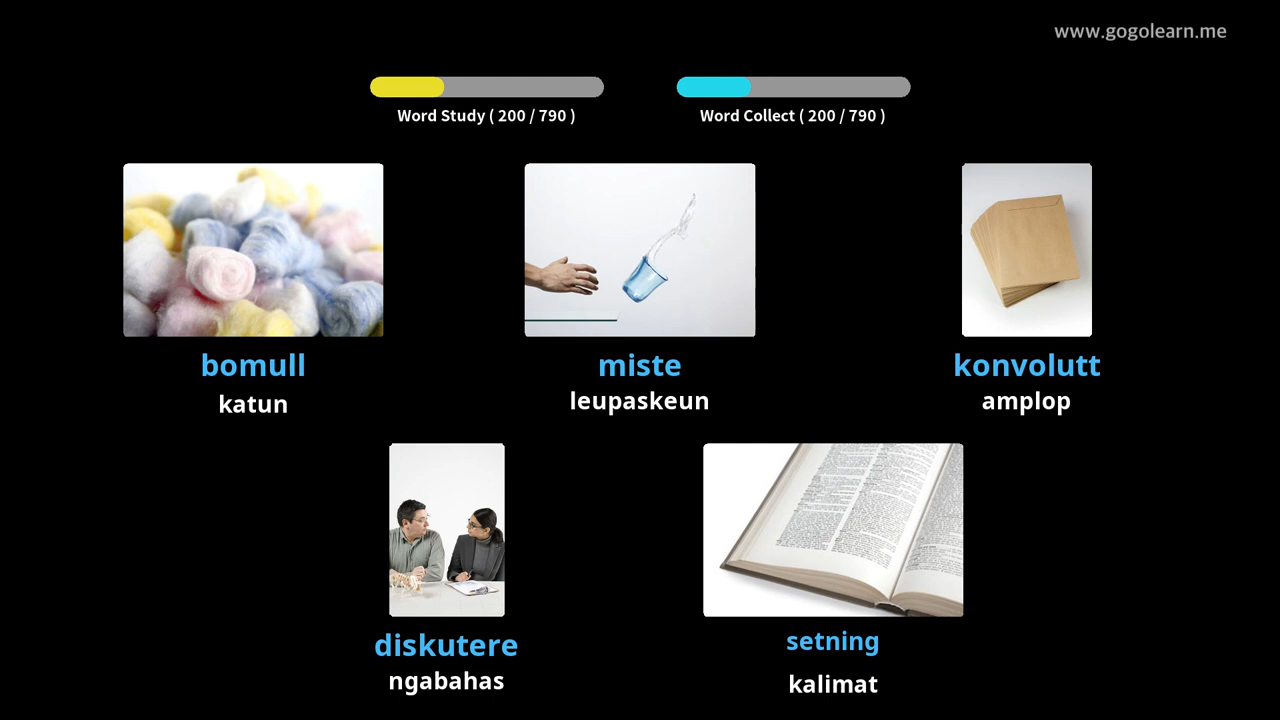 www.gogolearn.me
Word Study ( 200 / 790 )
Word Collect ( 200 / 790 )
bomull
katun
miste
leupaskeun
konvolutt
amplop
diskutere
ngabahas
setning
kalimat